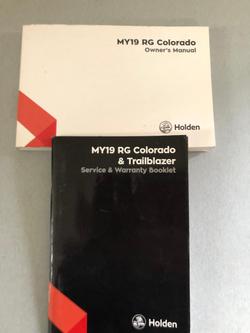 MY19 RG Colorado
Owner's Manual
Holden
MY19 RG Colorado
& Trailblazer
Service & Warranty Booklet
Holden